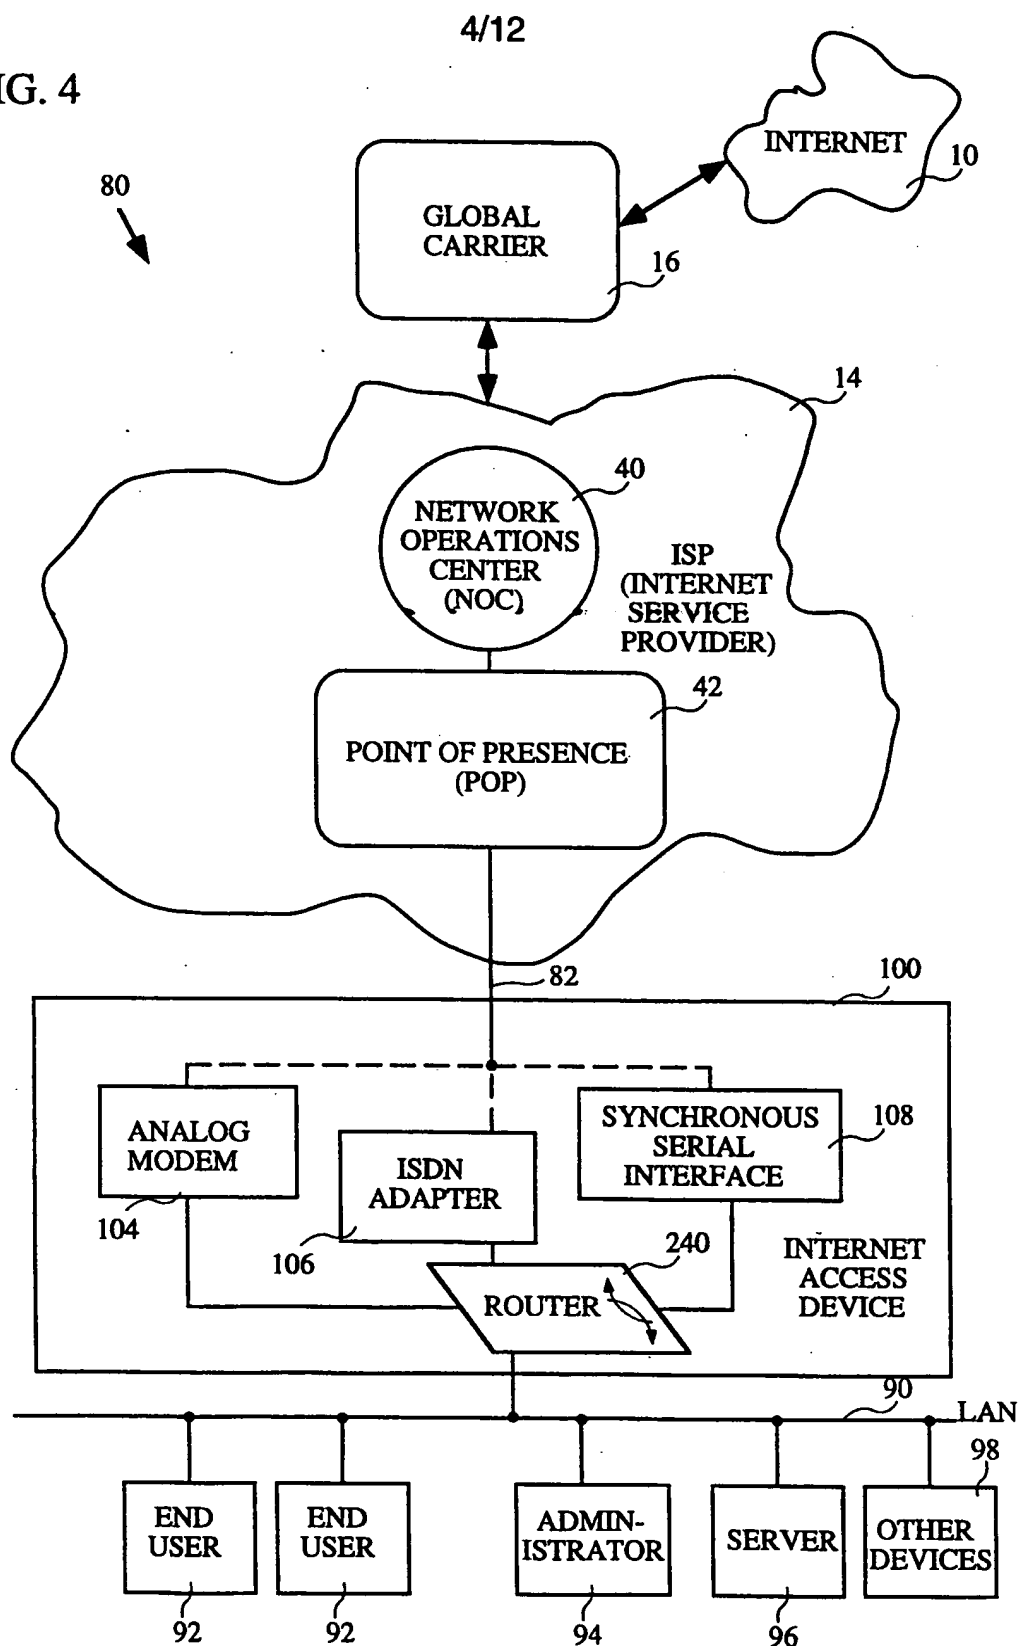 4/12
IG. 4
INTERNET
10
80
GLOBAL
CARRIER
16
14
40
NETWORK
OPERATIONS
CENTER
(NOC)
ISP
(INTERNET
SERVICE
PROVIDER)
42
POINT OF PRESENCE
(POP)
82
100
ANALOG
MODEM
104
ISDN
ADAPTER
106
SYNCHRONOUS
SERIAL
INTERFACE
108
240
ROUTER
INTERNET
ACCESS
DEVICE
90
LAN
98
END
USER
92
END
USER
92
ADMIN-
ISTRATOR
94
SERVER
96
OTHER
DEVICES